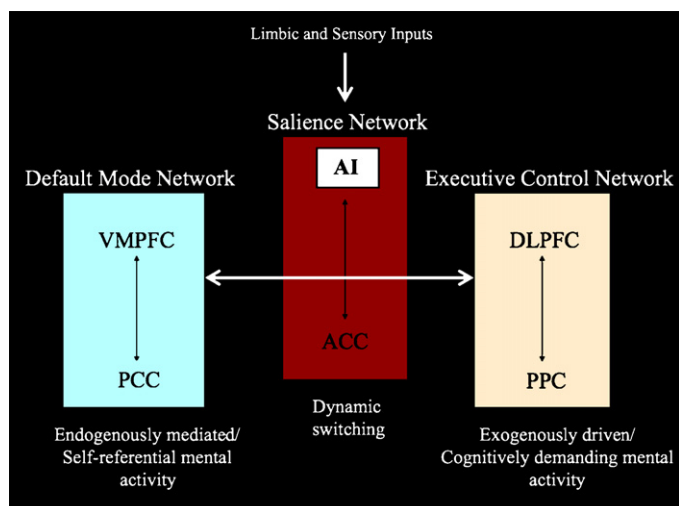 Limbic and Sensory Inputs
Salience Network
AI
Default Mode Network
Executive Control Network
VMPFC
DLPFC
ACC
PCC
PPC
Dynamic
switching
Endogenously mediated/
Self-referential mental
activity
Exogenously driven/
Cognitively demanding mental
activity